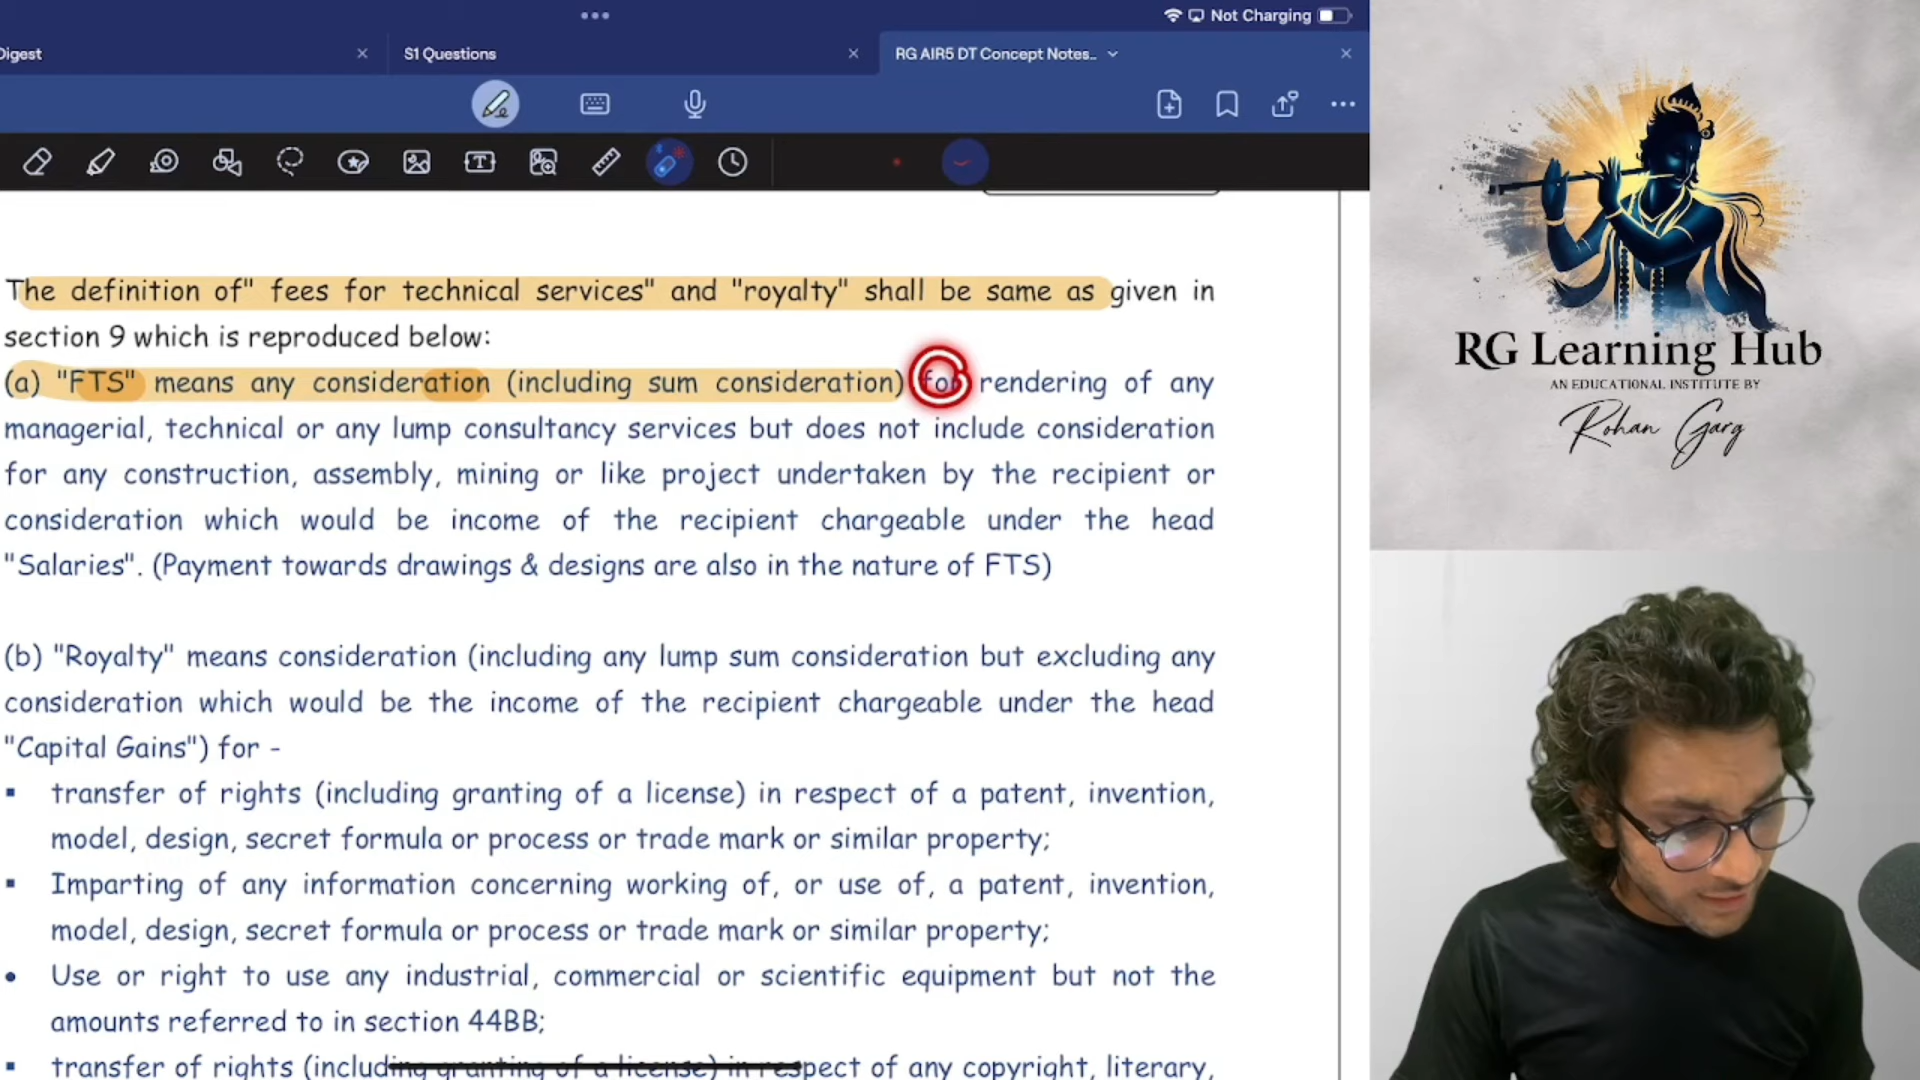 Not Charging
Digest
S1 Questions
RG AIR5 DT Concept Notes..
The definition of" fees for technical services" and "royalty" shall be same as given in
section 9 which is reproduced below:
(a) "FTS" means any consideration (including sum consideration) for rendering of any
managerial, technical or any lump consultancy services but does not include consideration
for any construction, assembly, mining or like project undertaken by the recipient or
consideration which would be income of the recipient chargeable under the head
"Salaries". (Payment towards drawings & designs are also in the nature of FTS)
(b) "Royalty" means consideration (including any lump sum consideration but excluding any
consideration which would be the income of the recipient chargeable under the head
"Capital Gains") for -
▪ transfer of rights (including granting of a license) in respect of a patent, invention,
model, design, secret formula or process or trade mark or similar property;
▪ Imparting of any information concerning working of, or use of, a patent, invention,
model, design, secret formula or process or trade mark or similar property;
• Use or right to use any industrial, commercial or scientific equipment but not the
amounts referred to in section 44BB;
▪ transfer of rights (including granting of a license) in respect of any copyright, literary,
RG Learning Hub
AN EDUCATIONAL INSTITUTE BY
Rohan Garg